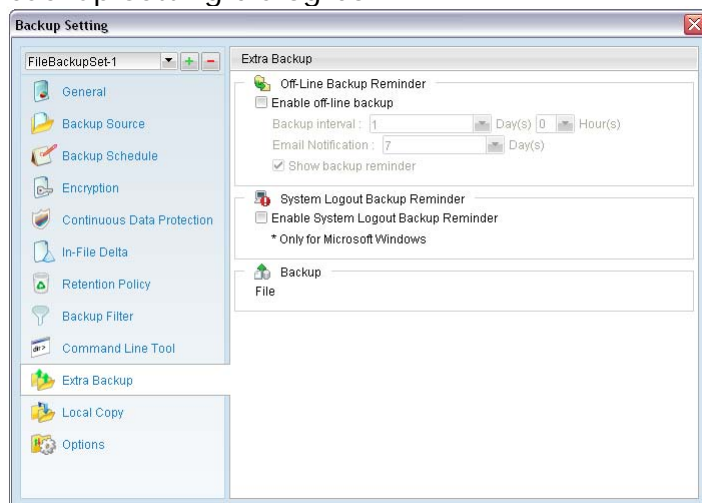 Backup Setting
FileBackupSet-1
General
Backup Source
Backup Schedule
Encryption
Continuous Data Protection
In-File Delta
Retention Policy
Backup Filter
Command Line Tool
Extra Backup
Local Copy
Options
Extra Backup
Off-Line Backup Reminder
Enable off-line backup
Backup interval : 1 Day(s) 0 Hour(s)
Email Notification : 7 Day(s)
Show backup reminder
System Logout Backup Reminder
Enable System Logout Backup Reminder
* Only for Microsoft Windows
Backup
File